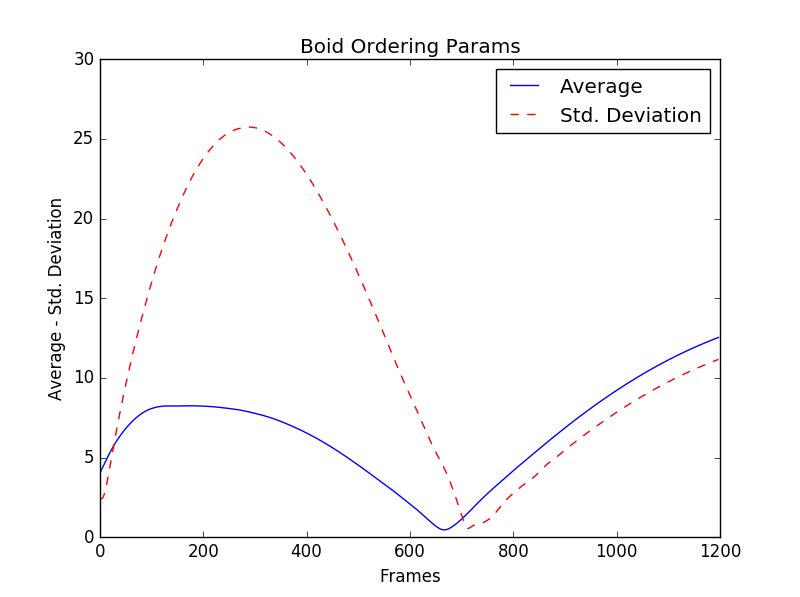 Boid Ordering Params
Average
Std. Deviation
Average - Std. Deviation
30
25
20
15
10
5
0
0 200 400 600 800 1000 1200
Frames